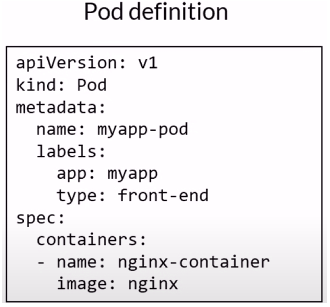 Pod definition
apiVersion: v1
kind: Pod
metadata:
  name: myapp-pod
  labels:
    app: myapp
    type: front-end
spec:
  containers:
  - name: nginx-container
    image: nginx